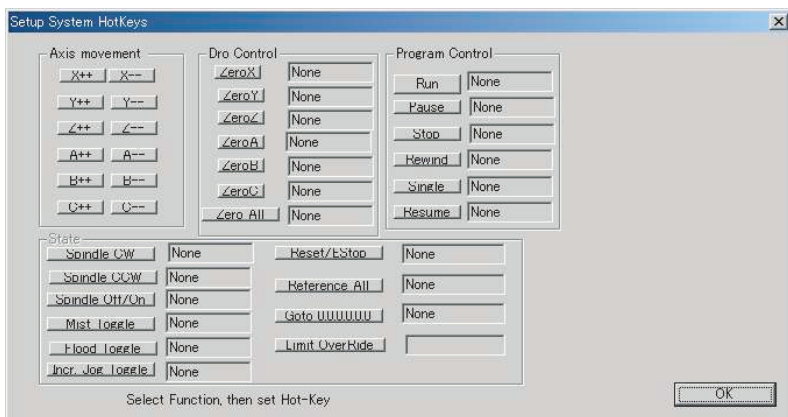 Setup System HotKeys
Axis movement
X++ X--
Y++ Y--
Z++ Z--
A++ A--
B++ B--
C++ C--
Dro Control
ZeroX None
ZeroY None
ZeroZ None
ZeroA None
ZeroB None
ZeroC None
Zero All None
Program Control
Run None
Pause None
Stop None
Rewind None
Single None
Resume None
State
Spindle CW None
Spindle CCW None
Spindle Off/On None
Mist Toggle None
Flood Toggle None
Incr. Jog Toggle None
Reset/EStop None
Reference All None
Goto 0,0,0,0,0,0 None
Limit OverRide
Select Function, then set Hot-Key
OK